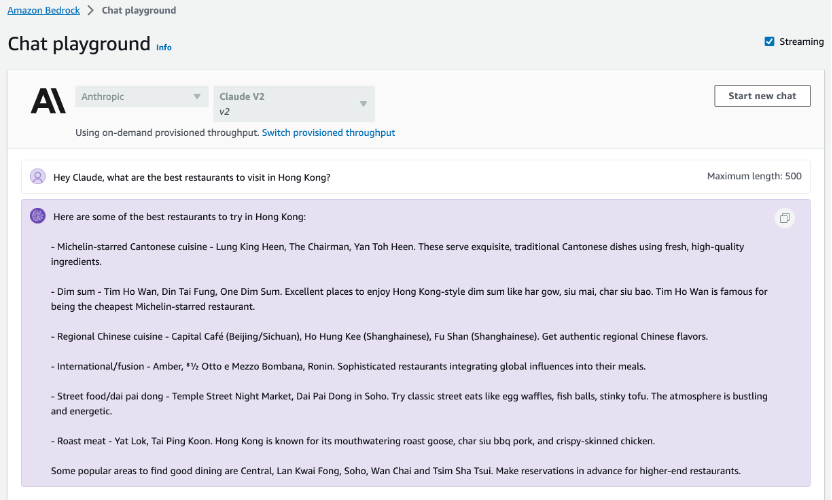 Amazon Bedrock > Chat playground
Chat playground Info
Streaming
Anthropic
Claude V2
v2
Start new chat
Using on-demand provisioned throughput. Switch provisioned throughput
Hey Claude, what are the best restaurants to visit in Hong Kong?
Maximum length: 500
Here are some of the best restaurants to try in Hong Kong:
- Michelin-starred Cantonese cuisine - Lung King Heen, The Chairman, Yan Toh Heen. These serve exquisite, traditional Cantonese dishes using fresh, high-quality
ingredients.
- Dim sum - Tim Ho Wan, Din Tai Fung, One Dim Sum. Excellent places to enjoy Hong Kong-style dim sum like har gow, siu mai, char siu bao. Tim Ho Wan is famous for
being the cheapest Michelin-starred restaurant.
- Regional Chinese cuisine - Capital Café (Beijing/Sichuan), Ho Hung Kee (Shanghainese), Fu Shan (Shanghainese). Get authentic regional Chinese flavors.
- International/fusion - Amber, 8½ Otto e Mezzo Bombana, Ronin. Sophisticated restaurants integrating global influences into their meals.
- Street food/dai pai dong - Temple Street Night Market, Dai Pai Dong in Soho. Try classic street eats like egg waffles, fish balls, stinky tofu. The atmosphere is bustling
and energetic.
- Roast meat - Yat Lok, Tai Ping Koon. Hong Kong is known for its mouthwatering roast goose, char siu bbq pork, and crispy-skinned chicken.
Some popular areas to find good dining are Central, Lan Kwai Fong, Soho, Wan Chai and Tsim Sha Tsui. Make reservations in advance for higher-end restaurants.